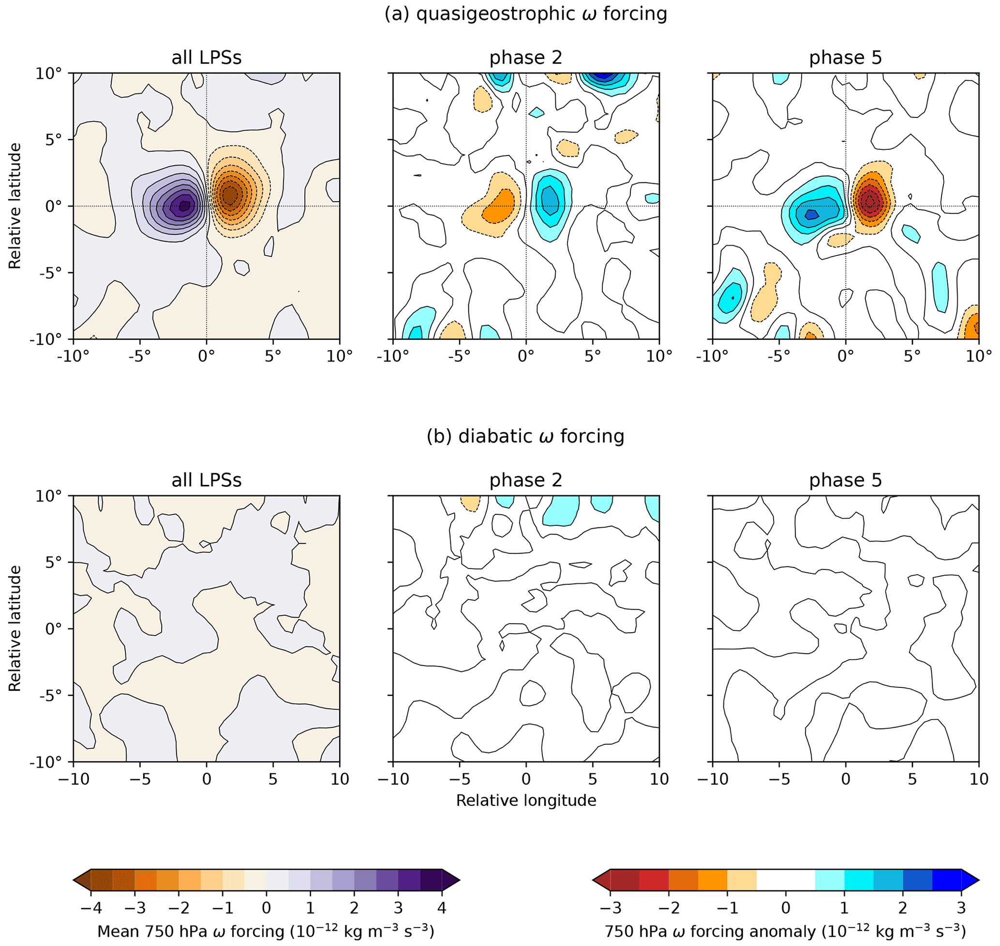 (a) quasigeostrophic ω forcing
all LPSs
phase 2
phase 5
Relative latitude
10°
5°
0°
-5°
-10°
-10° -5° 0° 5° 10°
-10° -5° 0° 5° 10°
-10° -5° 0° 5° 10°
(b) diabatic ω forcing
all LPSs
phase 2
phase 5
Relative latitude
10°
5°
0°
-5°
-10°
−10 −5 0 5 10
−10 −5 0 5 10
−10 −5 0 5 10
Relative longitude
−4 −3 −2 −1 0 1 2 3 4
Mean 750 hPa ω forcing (10⁻¹² kg m⁻³ s⁻³)
−3 −2 −1 0 1 2 3
750 hPa ω forcing anomaly (10⁻¹² kg m⁻³ s⁻³)